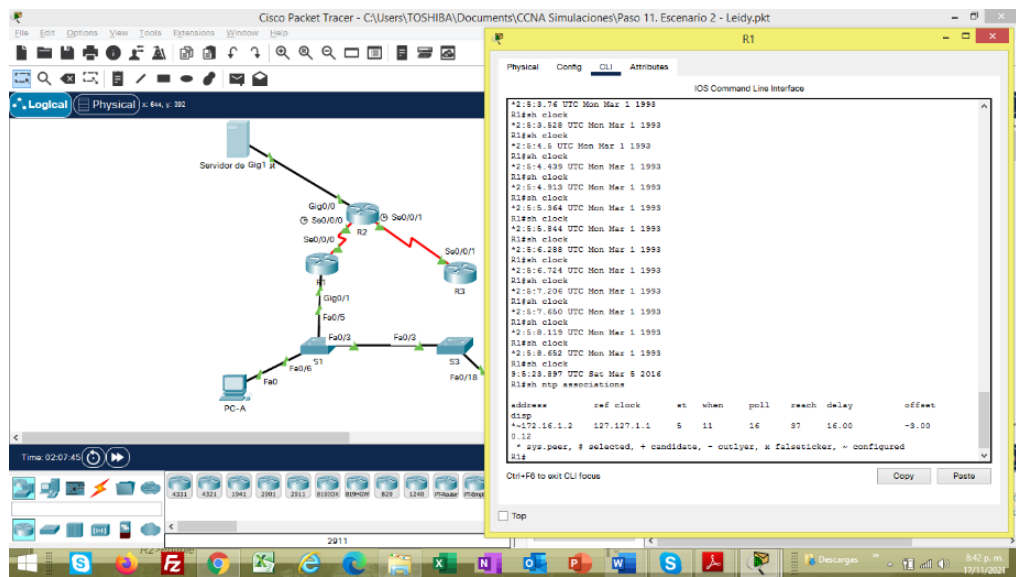 Cisco Packet Tracer - C:\Users\TOSHIBA\Documents\CCNA Simulaciones\Paso 11. Escenario 2 - Leidy.pkt
File Edit Options View Tools Extensions Window Help
Logical Physical x: 644, y: 392
Servidor de Gig1 et
Gig0/0
Se0/0/0
Se0/0/1
R2
Se0/0/0
Se0/0/1
R1
R3
Gig0/1
Fa0/5
Fa0/3
Fa0/3
S1
S3
Fa0/6
Fa0/18
Fa0
PC-A
Time: 02:07:45
4331 4321 1941 2901 2911 819HGW 829 1240 PT-Router
2911
R1
Physical Config CLI Attributes
IOS Command Line Interface
*2:5:3.76 UTC Mon Mar 1 1993
R1#sh clock
*2:5:3.528 UTC Mon Mar 1 1993
R1#sh clock
*2:5:4.5 UTC Mon Mar 1 1993
R1#sh clock
*2:5:4.439 UTC Mon Mar 1 1993
R1#sh clock
*2:5:4.913 UTC Mon Mar 1 1993
R1#sh clock
*2:5:5.364 UTC Mon Mar 1 1993
R1#sh clock
*2:5:5.844 UTC Mon Mar 1 1993
R1#sh clock
*2:5:6.288 UTC Mon Mar 1 1993
R1#sh clock
*2:5:6.724 UTC Mon Mar 1 1993
R1#sh clock
*2:5:7.206 UTC Mon Mar 1 1993
R1#sh clock
*2:5:7.650 UTC Mon Mar 1 1993
R1#sh clock
*2:5:8.119 UTC Mon Mar 1 1993
R1#sh clock
*2:5:8.652 UTC Mon Mar 1 1993
R1#sh clock
9:5:23.897 UTC Sat Mar 5 2016
R1#sh ntp associations
address ref clock st when poll reach delay offset
disp
*~172.16.1.2 127.127.1.1 5 11 16 37 16.00 -3.00
0.12
* sys.peer, # selected, + candidate, - outlyer, x falseticker, ~ configured
R1#
Ctrl+F6 to exit CLI focus
Copy Paste
Top
R2>enable
Descargas
8:42 p. m.
17/11/2021